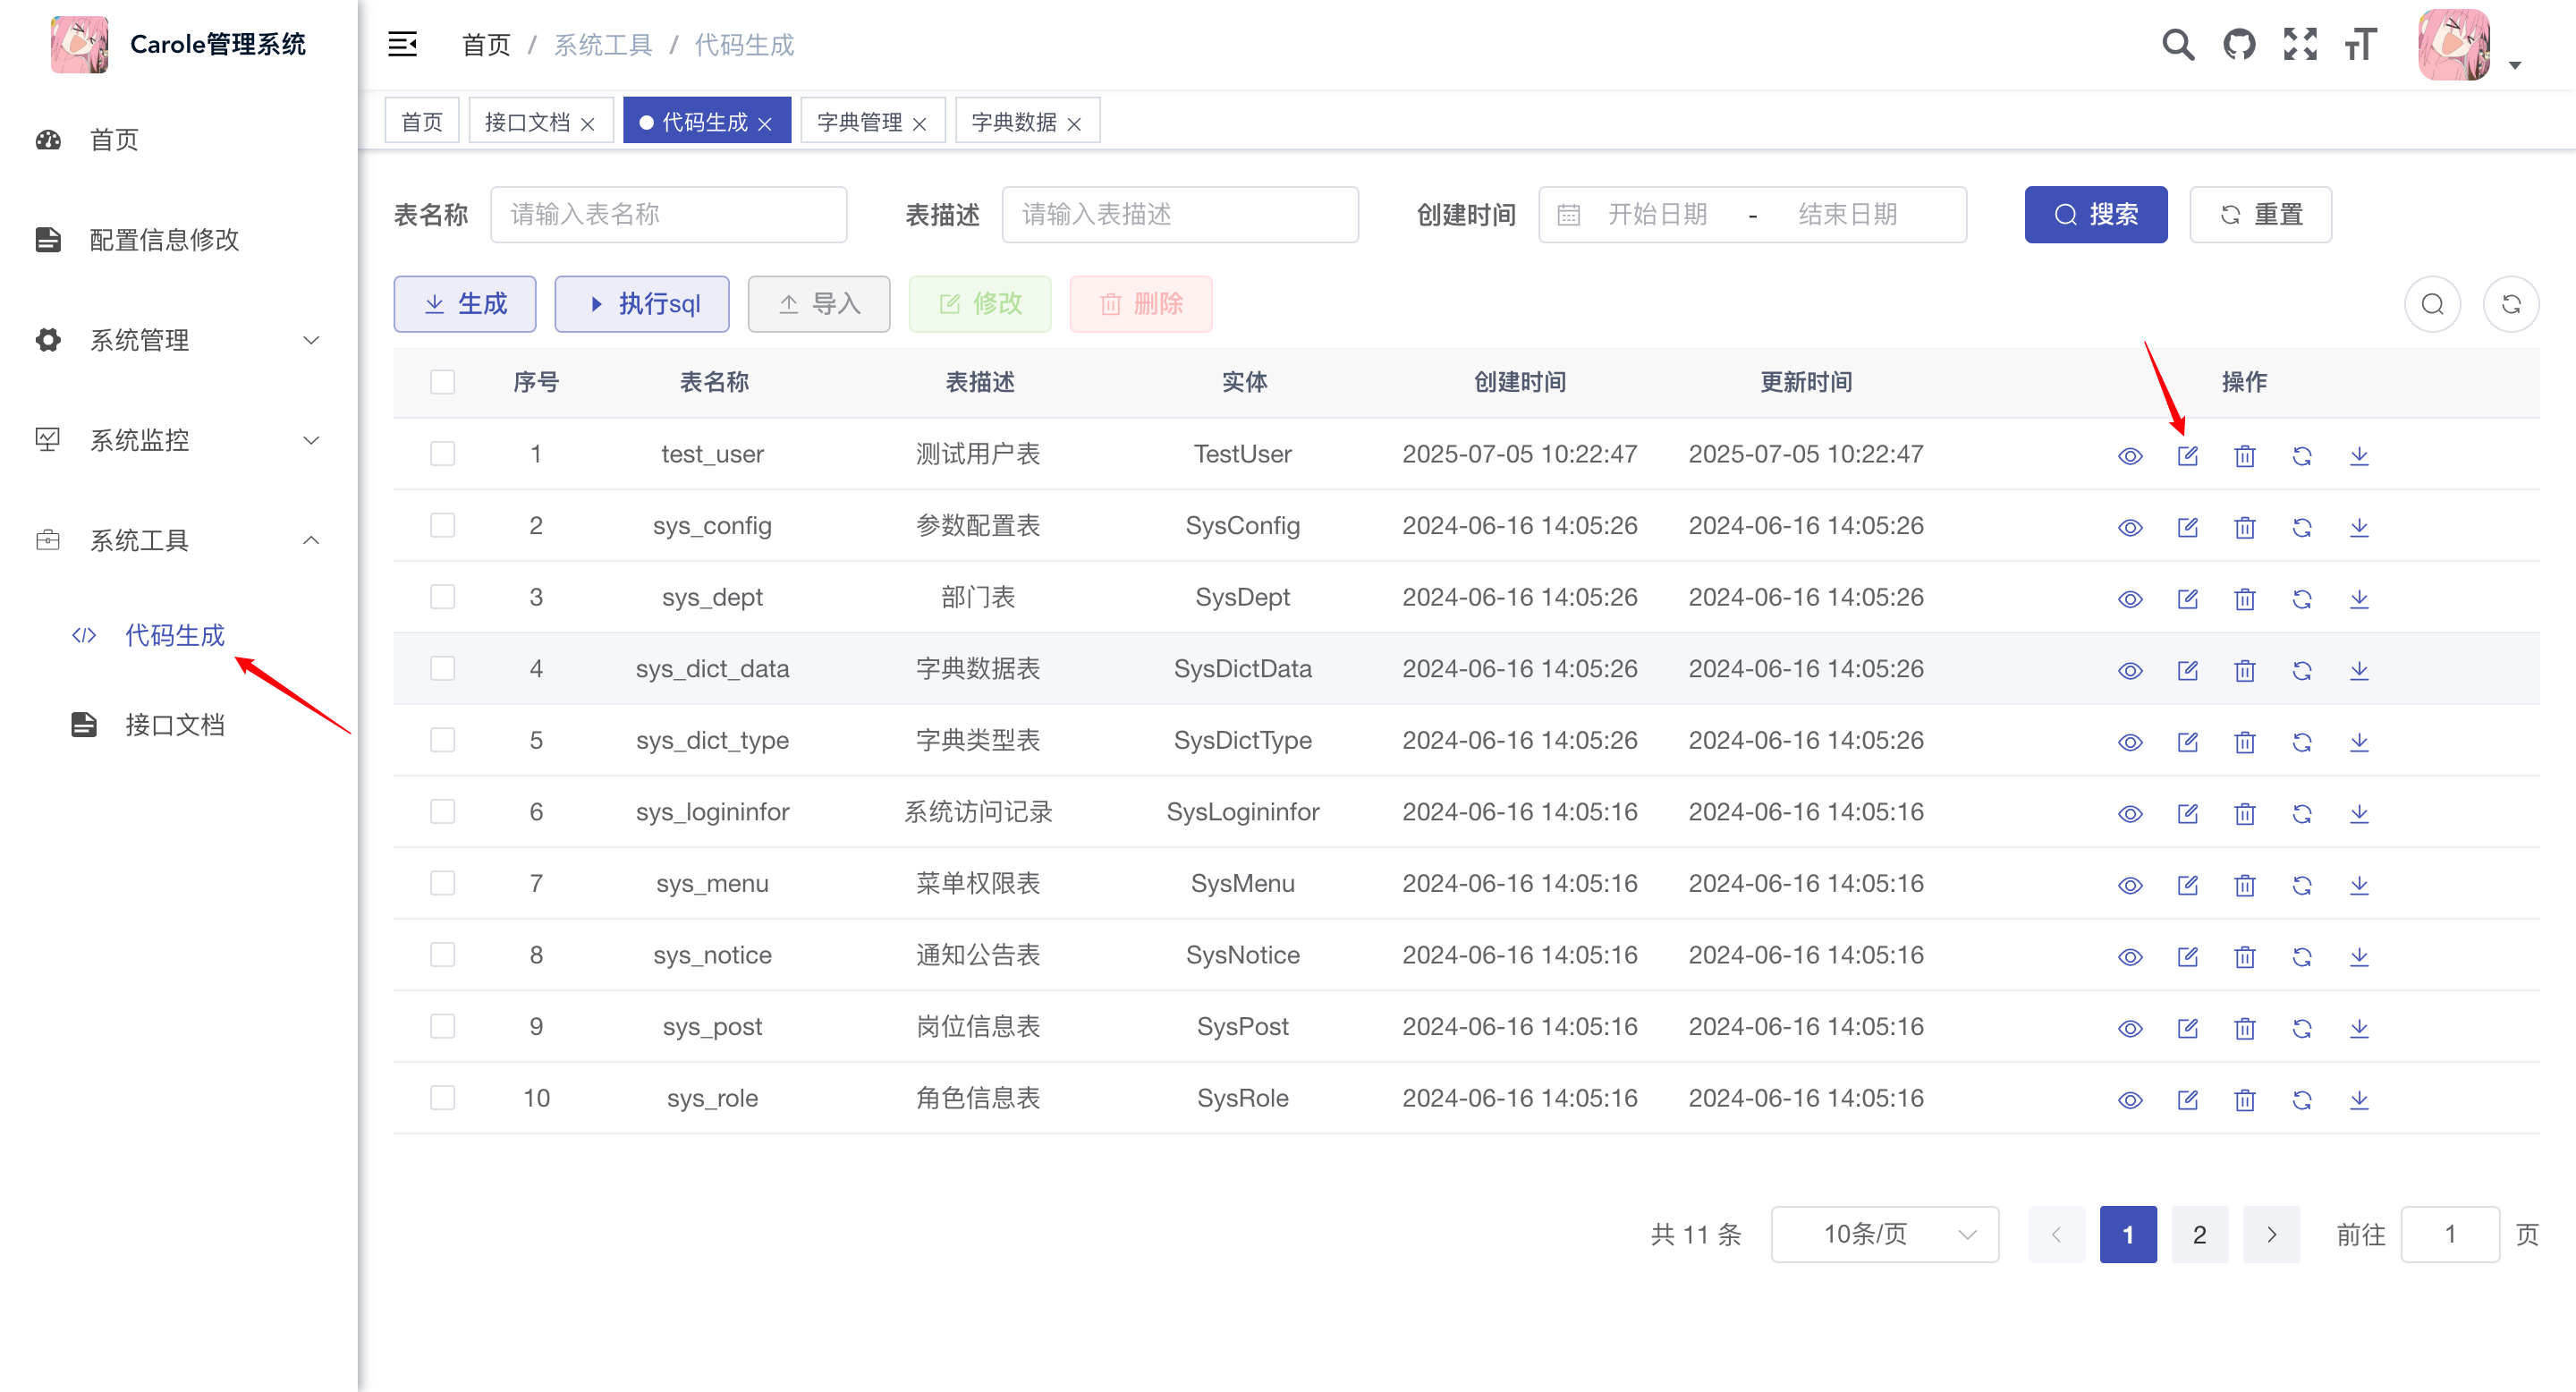 Carole管理系统
首页
配置信息修改
系统管理
系统监控
系统工具
代码生成
接口文档
首页 / 系统工具 / 代码生成
首页 接口文档 代码生成 字典管理 字典数据
表名称 请输入表名称 表描述 请输入表描述 创建时间 开始日期 - 结束日期 搜索 重置
生成 执行sql 导入 修改 删除
序号 表名称 表描述 实体 创建时间 更新时间 操作
1 test_user 测试用户表 TestUser 2025-07-05 10:22:47 2025-07-05 10:22:47
2 sys_config 参数配置表 SysConfig 2024-06-16 14:05:26 2024-06-16 14:05:26
3 sys_dept 部门表 SysDept 2024-06-16 14:05:26 2024-06-16 14:05:26
4 sys_dict_data 字典数据表 SysDictData 2024-06-16 14:05:26 2024-06-16 14:05:26
5 sys_dict_type 字典类型表 SysDictType 2024-06-16 14:05:26 2024-06-16 14:05:26
6 sys_logininfor 系统访问记录 SysLogininfor 2024-06-16 14:05:16 2024-06-16 14:05:16
7 sys_menu 菜单权限表 SysMenu 2024-06-16 14:05:16 2024-06-16 14:05:16
8 sys_notice 通知公告表 SysNotice 2024-06-16 14:05:16 2024-06-16 14:05:16
9 sys_post 岗位信息表 SysPost 2024-06-16 14:05:16 2024-06-16 14:05:16
10 sys_role 角色信息表 SysRole 2024-06-16 14:05:16 2024-06-16 14:05:16
共 11 条 10条/页 1 2 前往 1 页